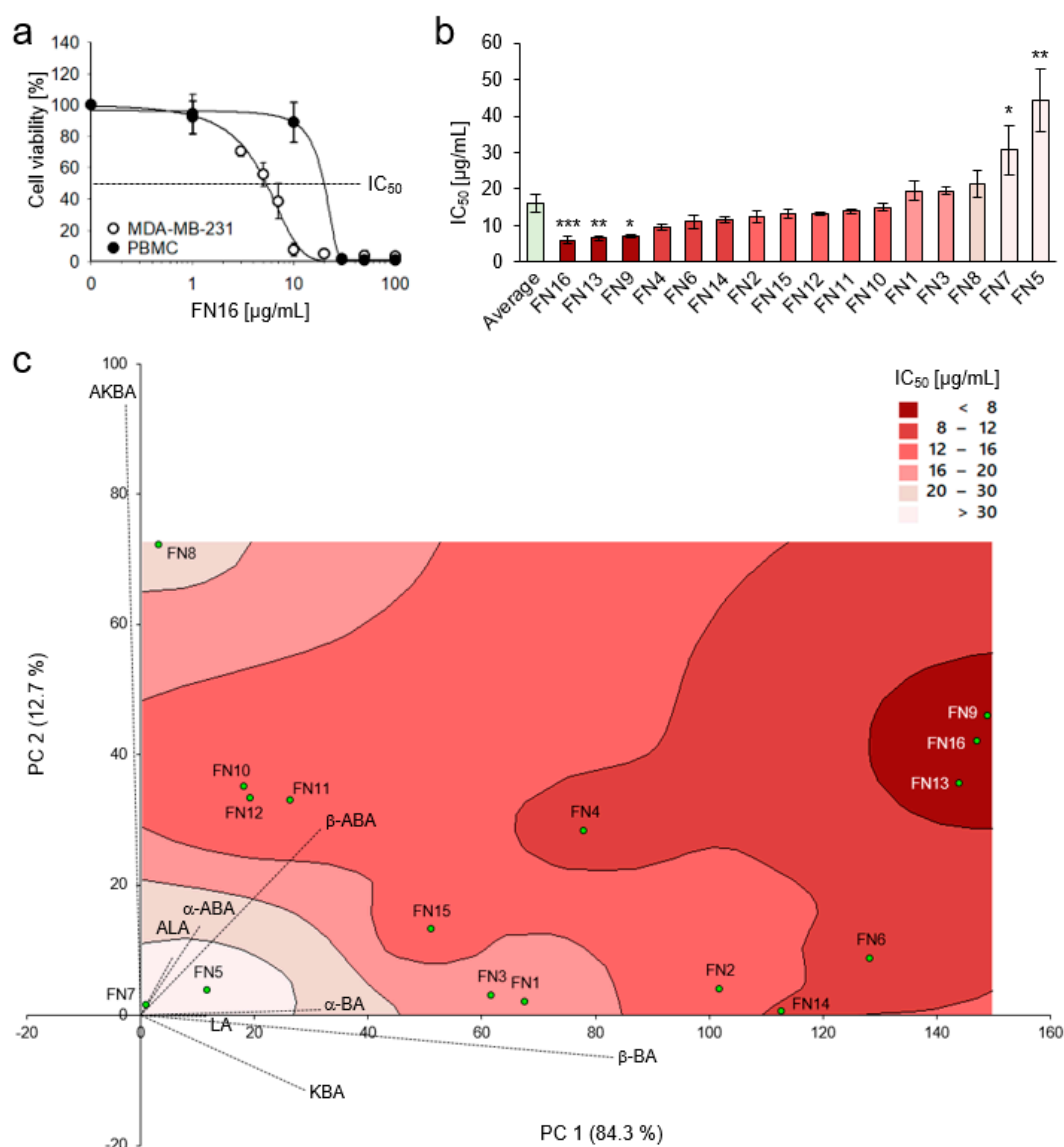 a
140
120
100
80
60
40
20
0
Cell viability [%]
IC50
MDA-MB-231
PBMC
0 1 10 100
FN16 [µg/mL]
b
60
50
40
30
20
10
0
IC50 [µg/mL]
*** ** * * **
Average FN16 FN13 FN9 FN4 FN6 FN14 FN2 FN15 FN12 FN11 FN10 FN1 FN3 FN8 FN7 FN5
c
100
AKBA
IC50 [µg/mL]
< 8
8 – 12
12 – 16
16 – 20
20 – 30
> 30
80
FN8
60
PC 2 (12.7 %)
FN9
FN16
FN13
40
FN10
FN12
FN11
FN4
β-ABA
20
α-ABA
FN15
ALA
FN6
FN5
FN7
FN3
FN1
FN2
FN14
α-BA
0
LA
-20 0 20 40 60 80 100 120 140 160
β-BA
KBA
PC 1 (84.3 %)
-20